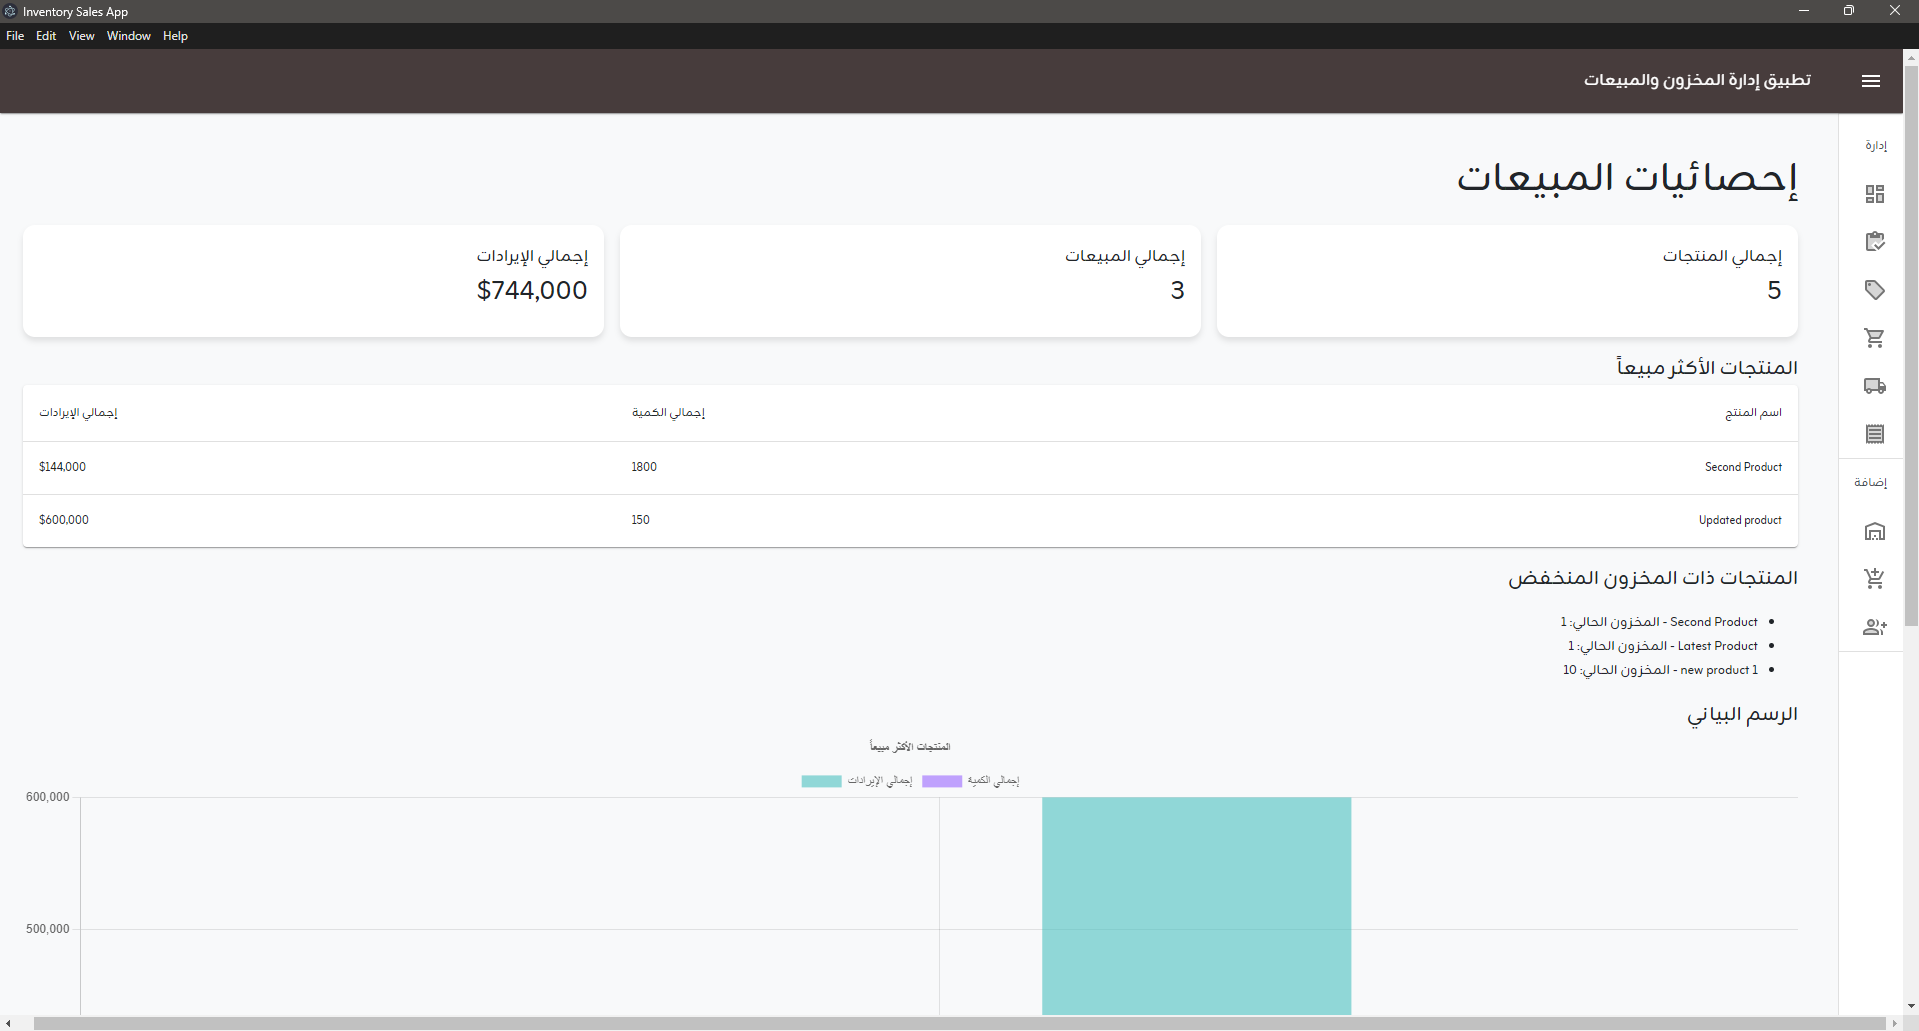 Inventory Sales App
File Edit View Window Help
تطبيق إدارة المخزون والمبيعات
إدارة
إحصائيات المبيعات
إجمالي المنتجات
5
إجمالي المبيعات
3
إجمالي الإيرادات
$744,000
المنتجات الأكثر مبيعاً
اسم المنتج إجمالي الكمية إجمالي الإيرادات
Second Product 1800 $144,000
Updated product 150 $600,000
إضافة
المنتجات ذات المخزون المنخفض
Second Product - المخزون الحالي: 1
Latest Product - المخزون الحالي: 1
new product 1 - المخزون الحالي: 10
الرسم البياني
المنتجات الأكثر مبيعاً
إجمالي الإيرادات إجمالي الكمية
600,000
500,000